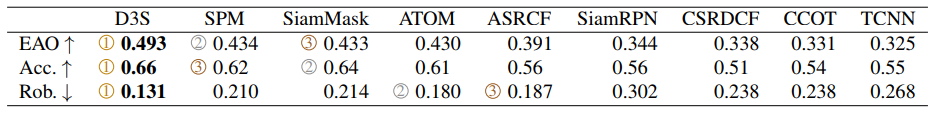 D3S SPM SiamMask ATOM ASRCF SiamRPN CSRDCF CCOT TCNN
EAO ↑ ① 0.493 ② 0.434 ③ 0.433 0.430 0.391 0.344 0.338 0.331 0.325
Acc. ↑ ① 0.66 ③ 0.62 ② 0.64 0.61 0.56 0.56 0.51 0.54 0.55
Rob. ↓ ① 0.131 0.210 0.214 ② 0.180 ③ 0.187 0.302 0.238 0.238 0.268